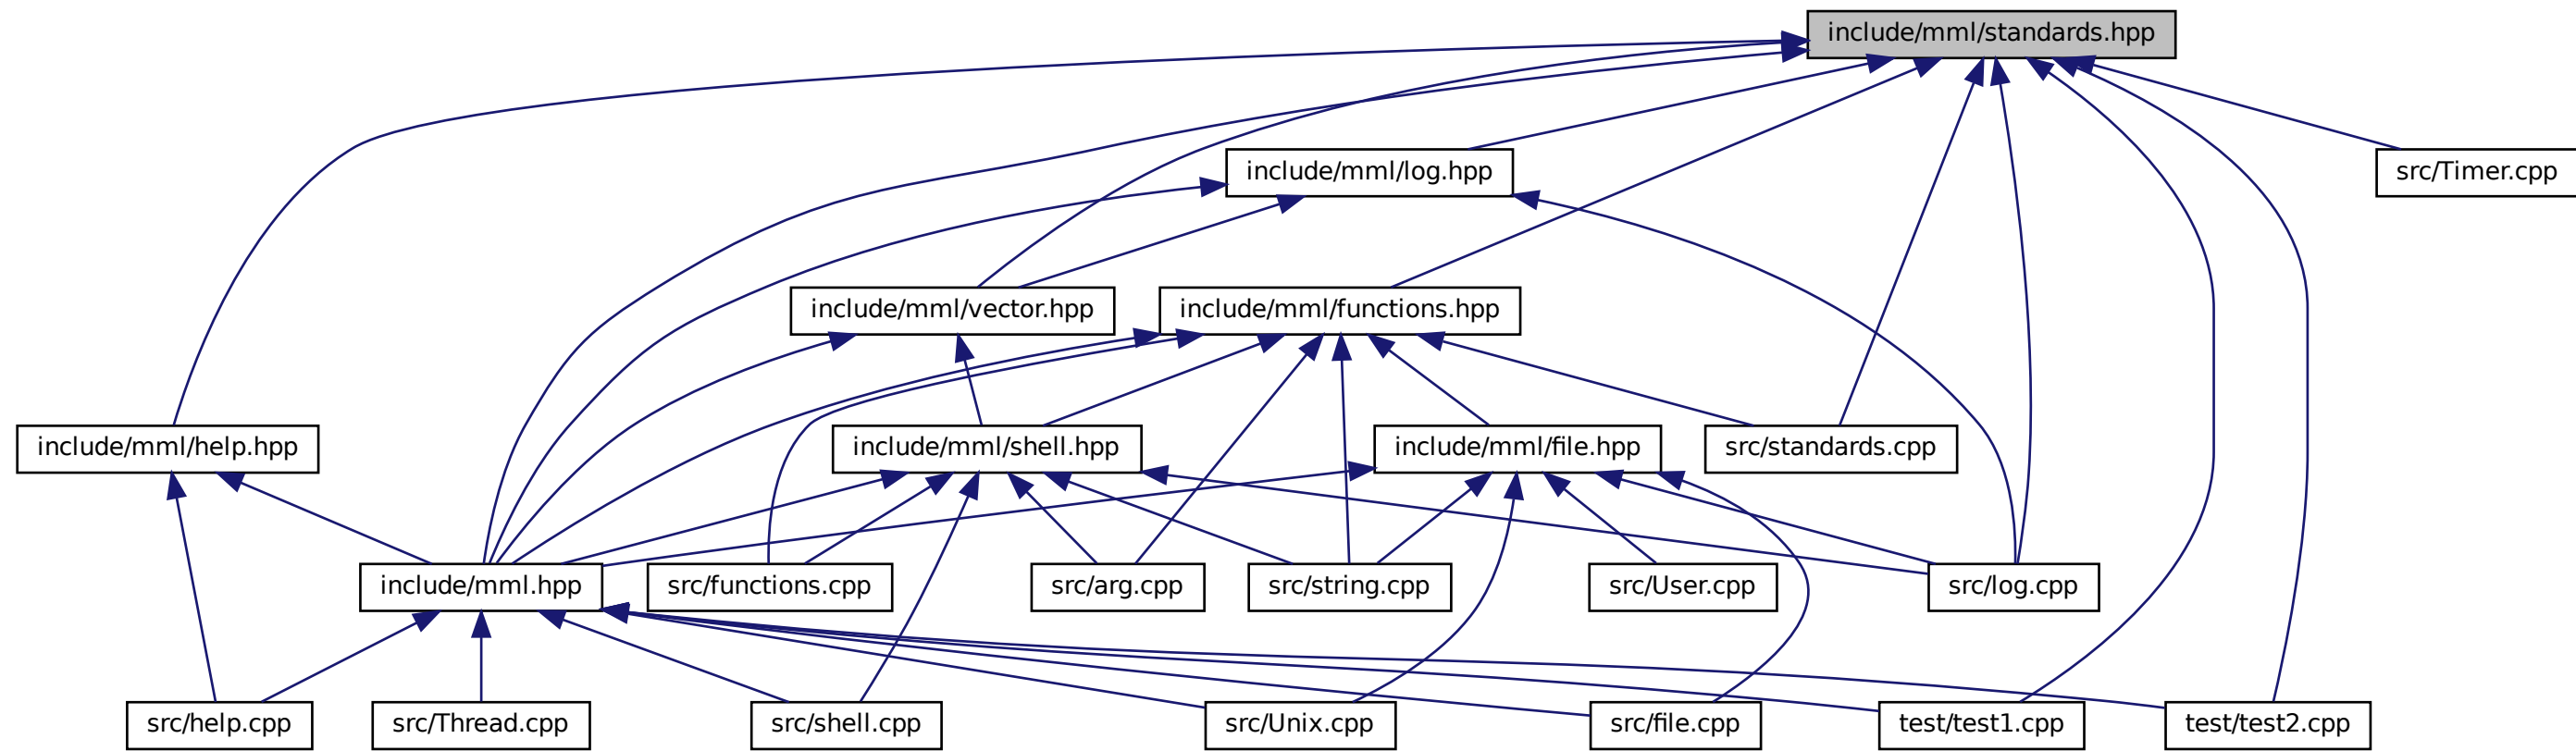 include/mml/standards.hpp
include/mml/log.hpp
src/Timer.cpp
include/mml/vector.hpp
include/mml/functions.hpp
include/mml/help.hpp
include/mml/shell.hpp
include/mml/file.hpp
src/standards.cpp
include/mml.hpp
src/functions.cpp
src/arg.cpp
src/string.cpp
src/User.cpp
src/log.cpp
src/help.cpp
src/Thread.cpp
src/shell.cpp
src/Unix.cpp
src/file.cpp
test/test1.cpp
test/test2.cpp